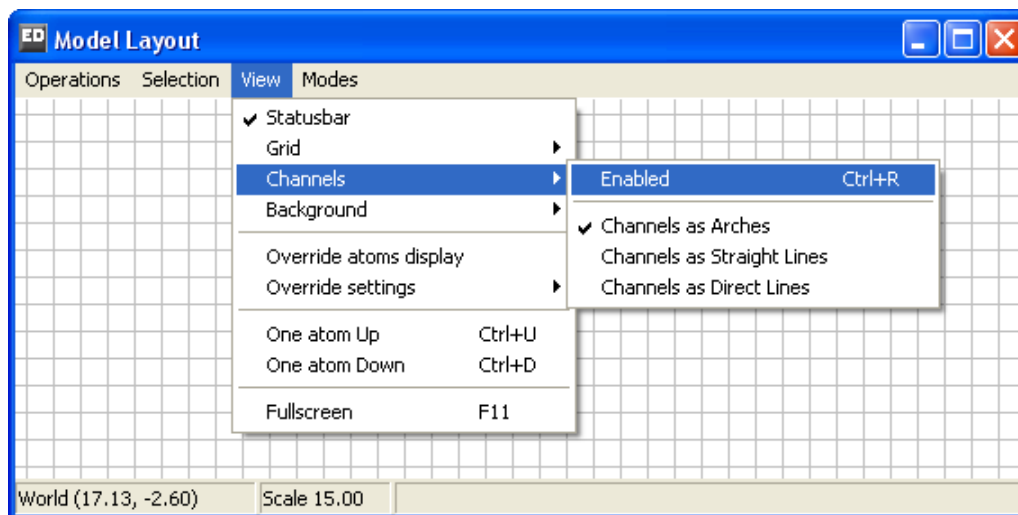 ED Model Layout
Operations Selection View Modes
Statusbar
Grid
Channels
Background
Override atoms display
Override settings
One atom Up Ctrl+U
One atom Down Ctrl+D
Fullscreen F11
Enabled Ctrl+R
Channels as Arches
Channels as Straight Lines
Channels as Direct Lines
World (17.13, -2.60) Scale 15.00